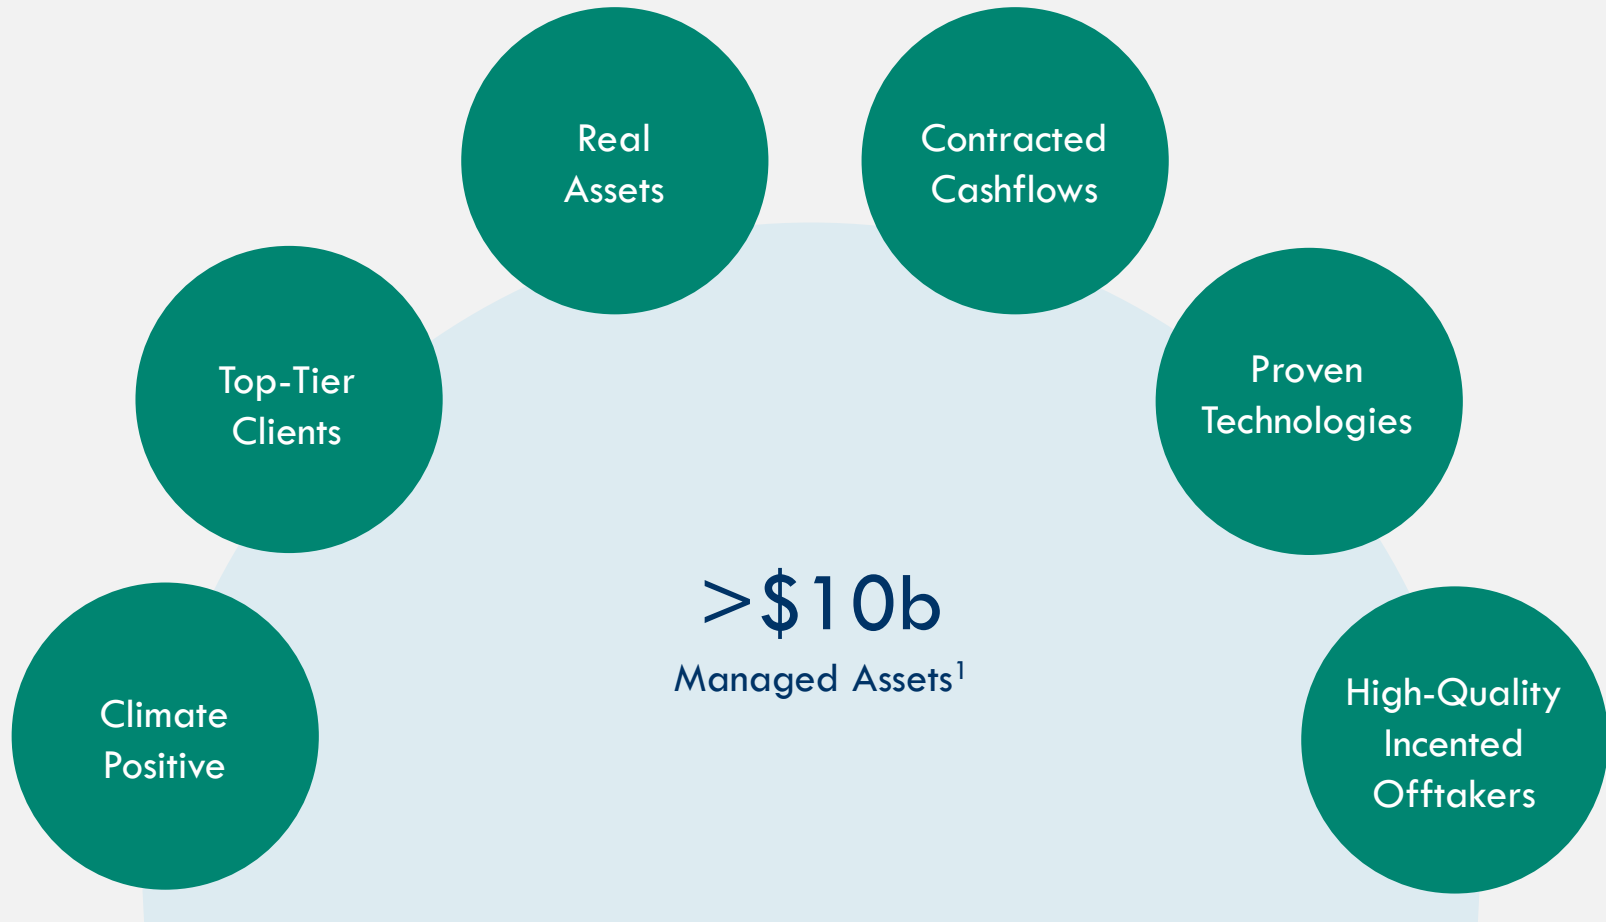 Real
Assets
Contracted
Cashflows
Top-Tier
Clients
Proven
Technologies
>$10b
Managed Assets¹
Climate
Positive
High-Quality
Incented
Offtakers